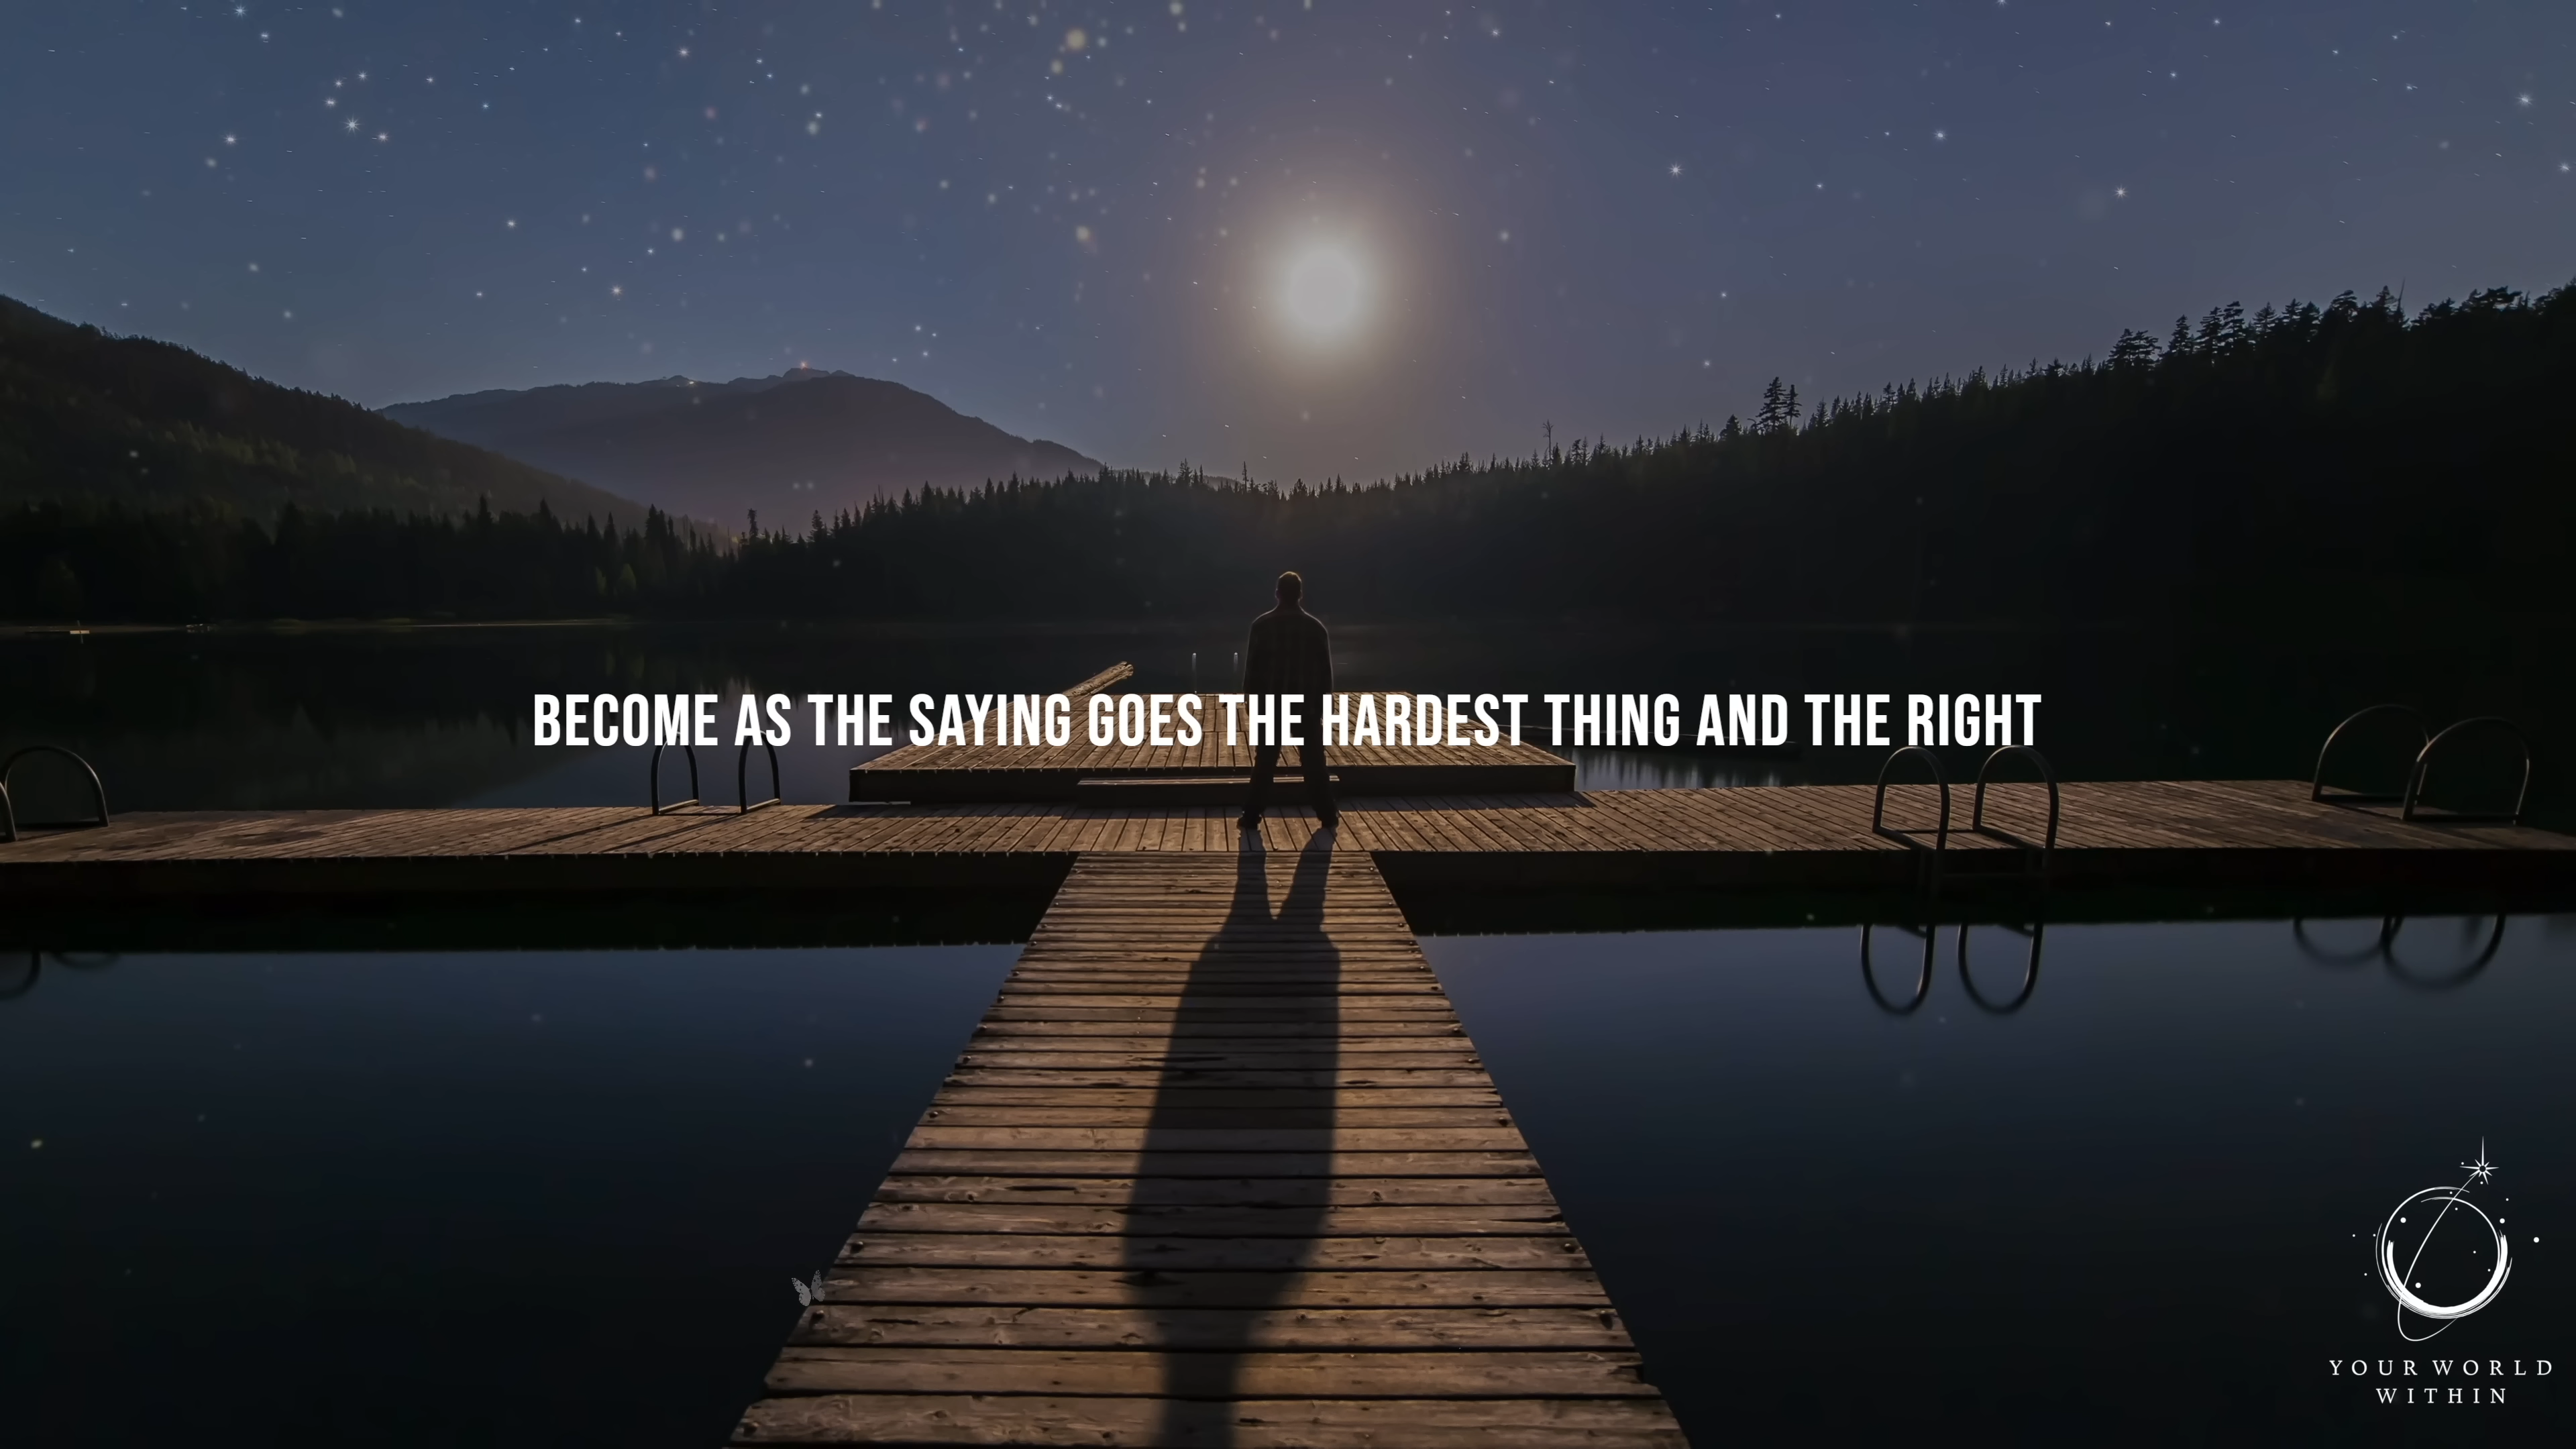 BECOME AS THE SAYING GOES THE HARDEST THING AND THE RIGHT
YOUR WORLD
WITHIN